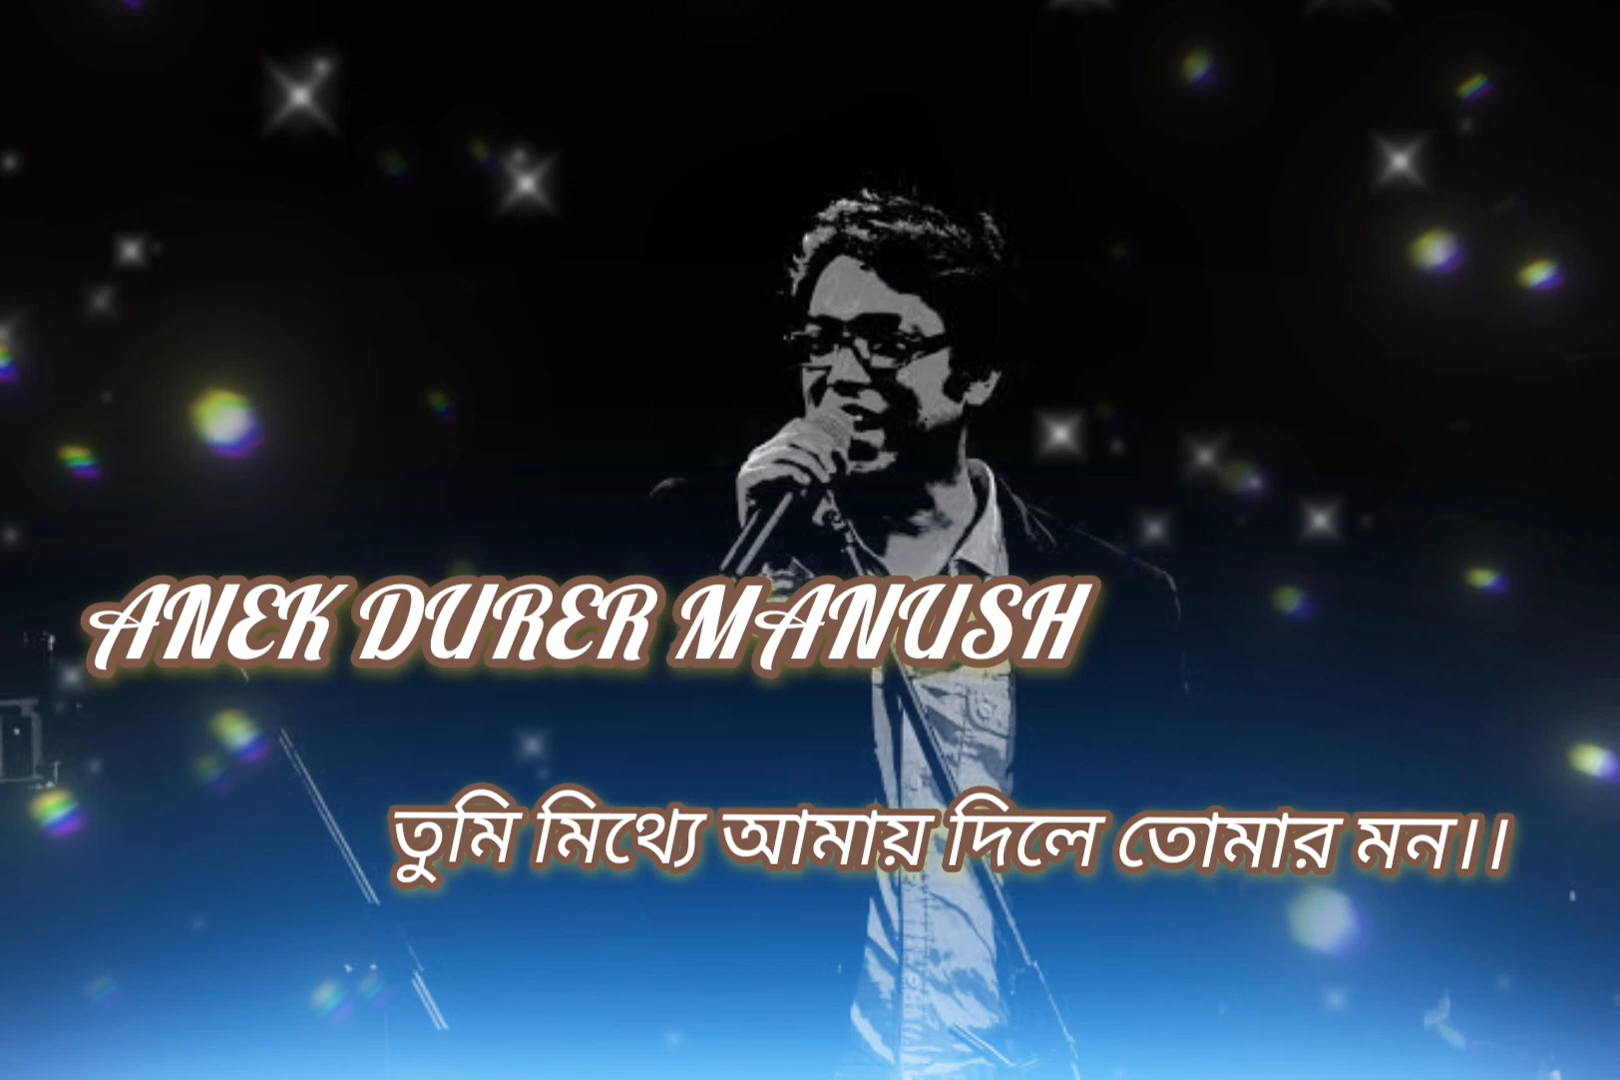 ANEK DURER MANUSH
তুমি মিথ্যে আমায় দিলে তোমার মন।।